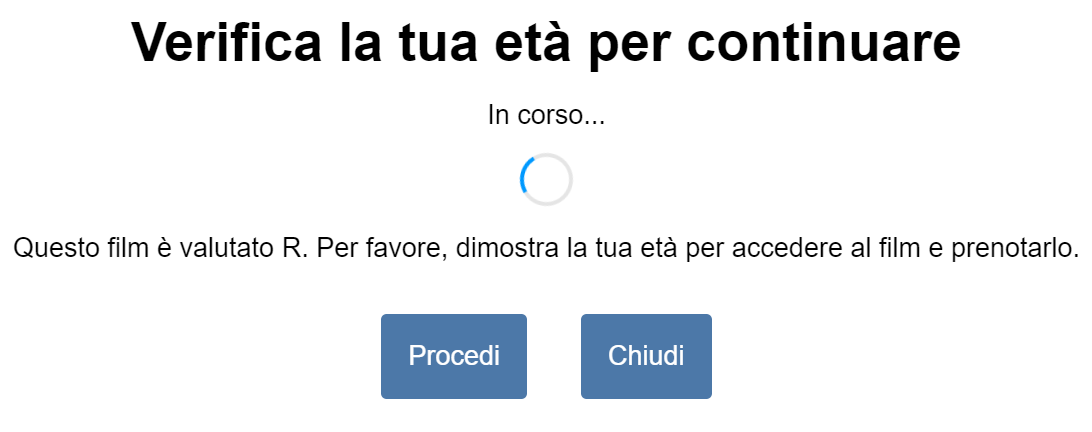 Verifica la tua età per continuare
In corso...
Questo film è valutato R. Per favore, dimostra la tua età per accedere al film e prenotarlo.
Procedi
Chiudi